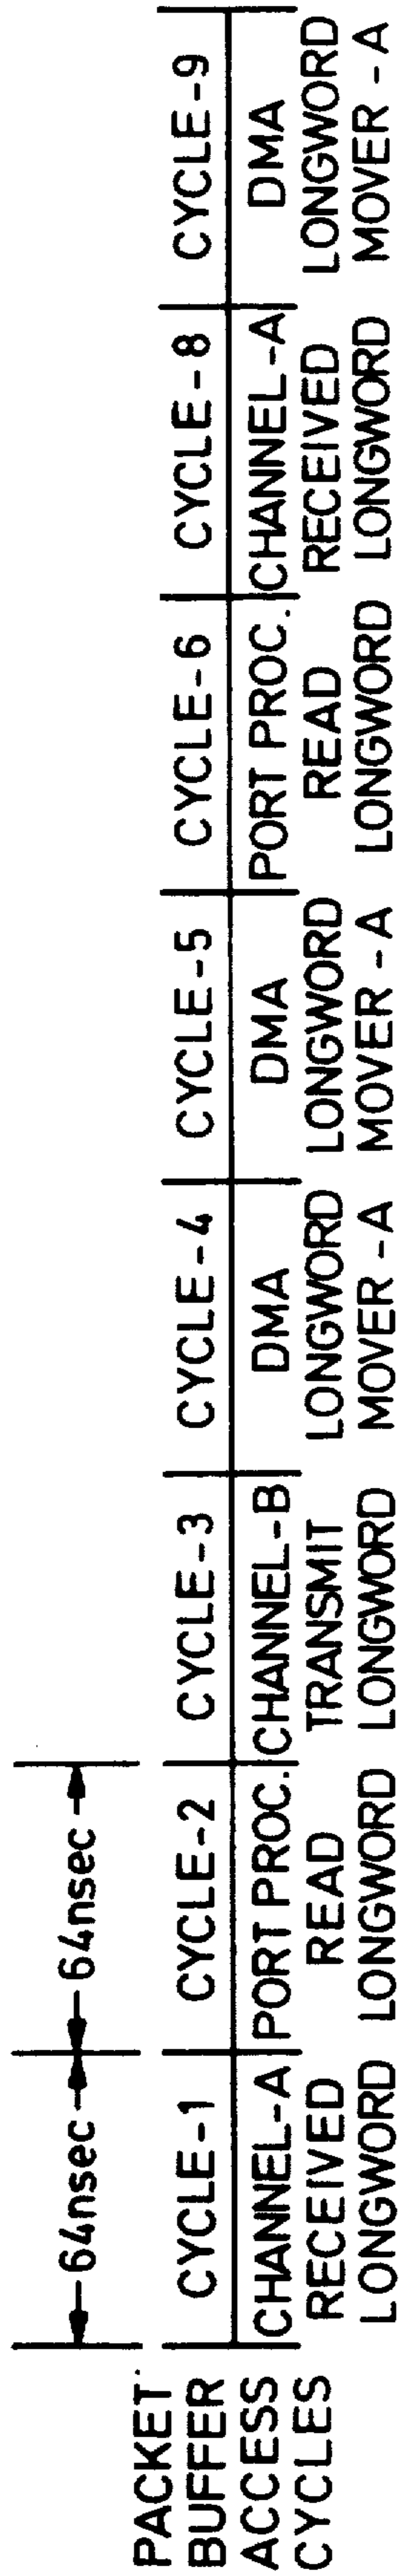 64nsec 64nsec
PACKET
BUFFER
ACCESS
CYCLES
CYCLE-1 CYCLE-2 CYCLE-3 CYCLE-4 CYCLE-5 CYCLE-6 CYCLE-8 CYCLE-9
CHANNEL-A PORT PROC. CHANNEL-B DMA DMA PORT PROC. CHANNEL-A DMA
RECEIVED READ TRANSMIT LONGWORD LONGWORD READ RECEIVED LONGWORD
LONGWORD LONGWORD LONGWORD MOVER-A MOVER-A LONGWORD LONGWORD MOVER-A